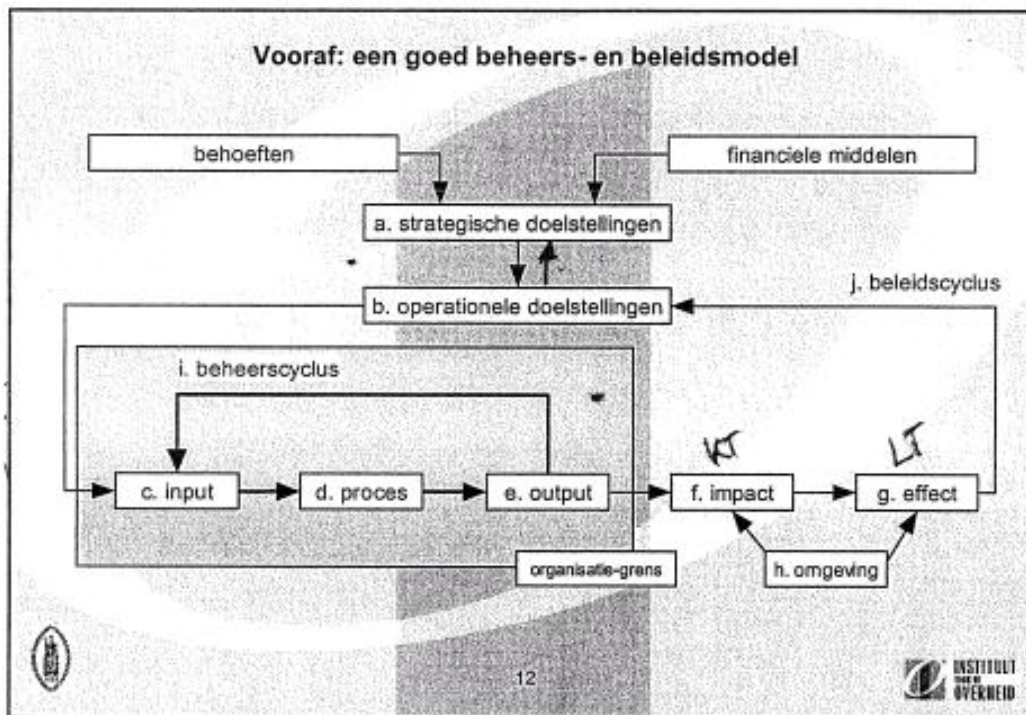 Vooraf: een goed beheers- en beleidsmodel
behoeften
financiele middelen
a. strategische doelstellingen
j. beleidscyclus
b. operationele doelstellingen
i. beheerscyclus
KT
LT
c. input
d. proces
e. output
f. impact
g. effect
organisatie-grens
h. omgeving
12
INSTITUUT
OVERHEID